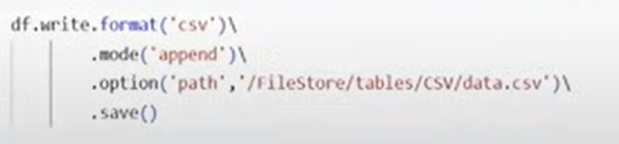 df.write.format('csv')\
.mode('append')\
.option('path','/FileStore/tables/CSV/data.csv')\
.save()